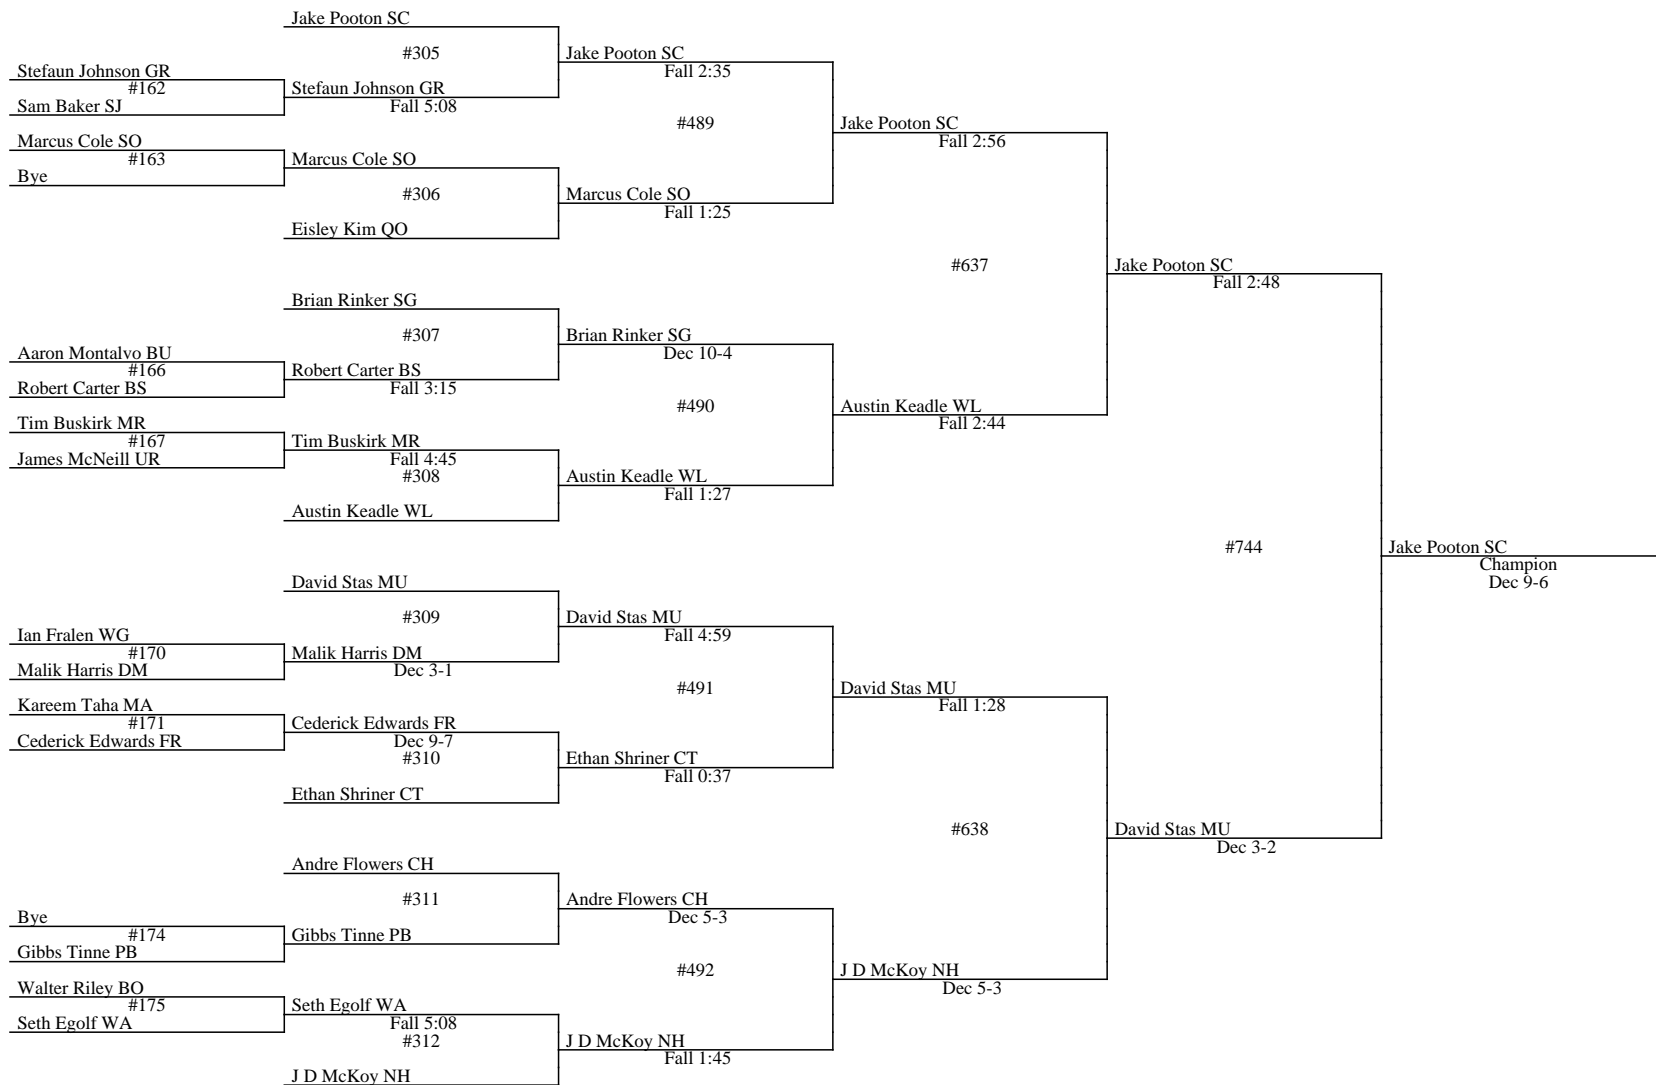 Jake Pooton SC
#305
Jake Pooton SC
Fall 2:35
Stefaun Johnson GR
#162
Sam Baker SJ
Stefaun Johnson GR
Fall 5:08
#489
Jake Pooton SC
Fall 2:56
Marcus Cole SO
#163
Bye
Marcus Cole SO
#306
Marcus Cole SO
Fall 1:25
Eisley Kim QO
#637
Jake Pooton SC
Fall 2:48
Brian Rinker SG
#307
Brian Rinker SG
Dec 10-4
Aaron Montalvo BU
#166
Robert Carter BS
Robert Carter BS
Fall 3:15
#490
Austin Keadle WL
Fall 2:44
Tim Buskirk MR
#167
James McNeill UR
Tim Buskirk MR
Fall 4:45
#308
Austin Keadle WL
Fall 1:27
Austin Keadle WL
#744
Jake Pooton SC
Champion
Dec 9-6
David Stas MU
#309
David Stas MU
Fall 4:59
Ian Fralen WG
#170
Malik Harris DM
Malik Harris DM
Dec 3-1
#491
David Stas MU
Fall 1:28
Kareem Taha MA
#171
Cederick Edwards FR
Cederick Edwards FR
Dec 9-7
#310
Ethan Shriner CT
Fall 0:37
Ethan Shriner CT
#638
David Stas MU
Dec 3-2
Andre Flowers CH
#311
Andre Flowers CH
Dec 5-3
Bye
#174
Gibbs Tinne PB
Gibbs Tinne PB
#492
J D McKoy NH
Dec 5-3
Walter Riley BO
#175
Seth Egolf WA
Seth Egolf WA
Fall 5:08
#312
J D McKoy NH
Fall 1:45
J D McKoy NH